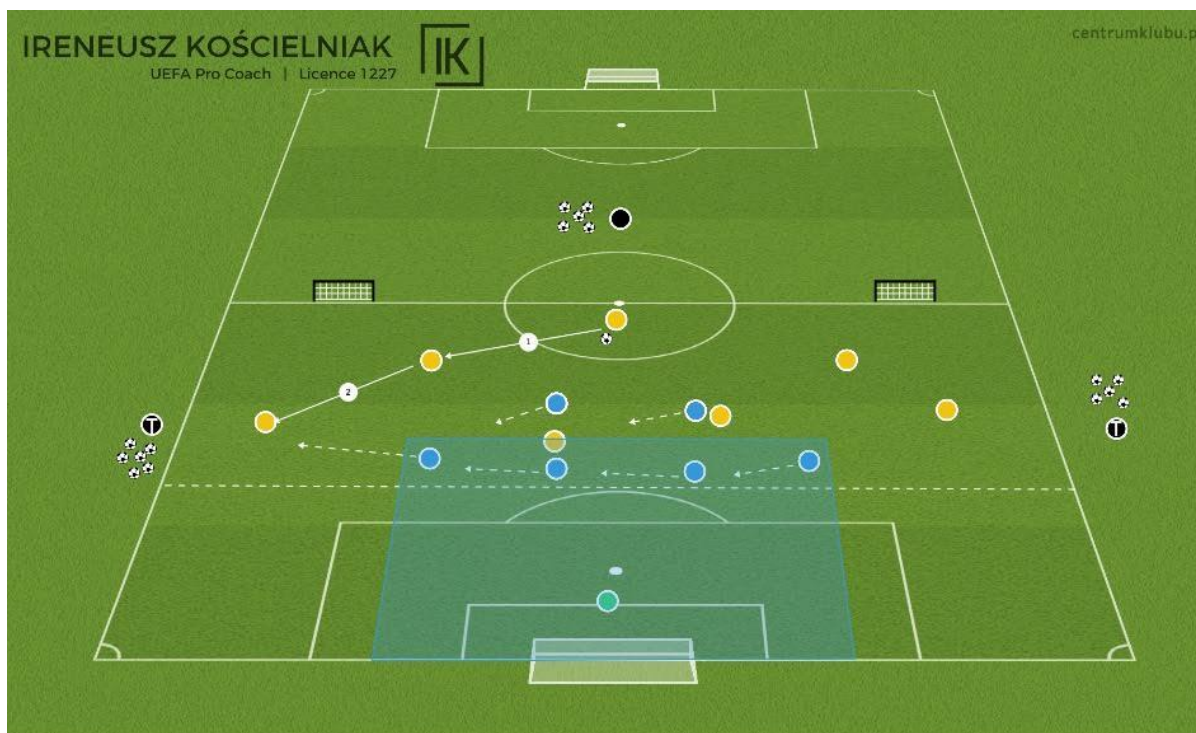 IRENEUSZ KOŚCIELNIAK
UEFA Pro Coach | Licence 1227
IK
centrumklubu.p
1
2
T
T